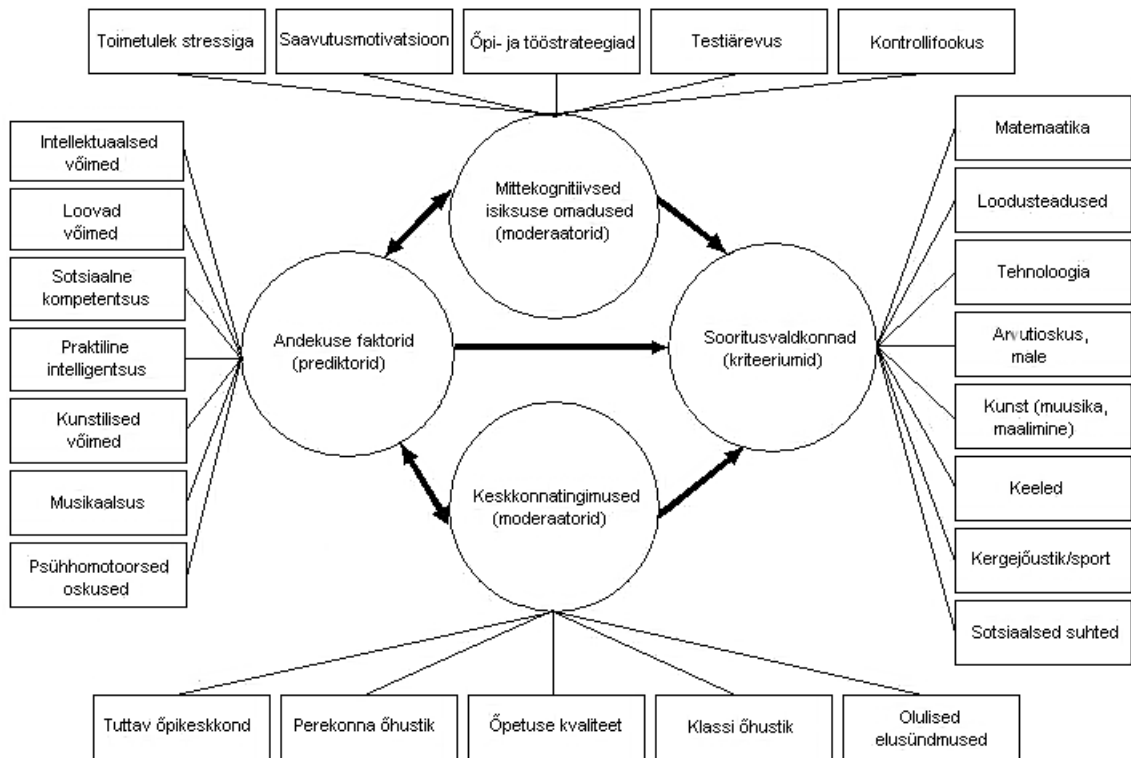 Toimetulek stressiga
Saavutusmotivatsioon
Õpi- ja tööstrateegiad
Testiärevus
Kontrollifookus
Mittekognitiivsed
isiksuse omadused
(moderaatorid)
Intellektuaalsed
võimed
Loovad
võimed
Sotsiaalne
kompetentsus
Praktiline
intelligentsus
Kunstilised
võimed
Musikaalsus
Psühhomotoorsed
oskused
Andekuse faktorid
(prediktorid)
Sooritusvaldkonnad
(kriteeriumid)
Matemaatika
Loodusteadused
Tehnoloogia
Arvutioskus,
male
Kunst (muusika,
maalimine)
Keeled
Kergejõustik/sport
Sotsiaalsed suhted
Keskkonnatingimused
(moderaatorid)
Tuttav õpikeskkond
Perekonna õhustik
Õpetuse kvaliteet
Klassi õhustik
Olulised
elusündmused